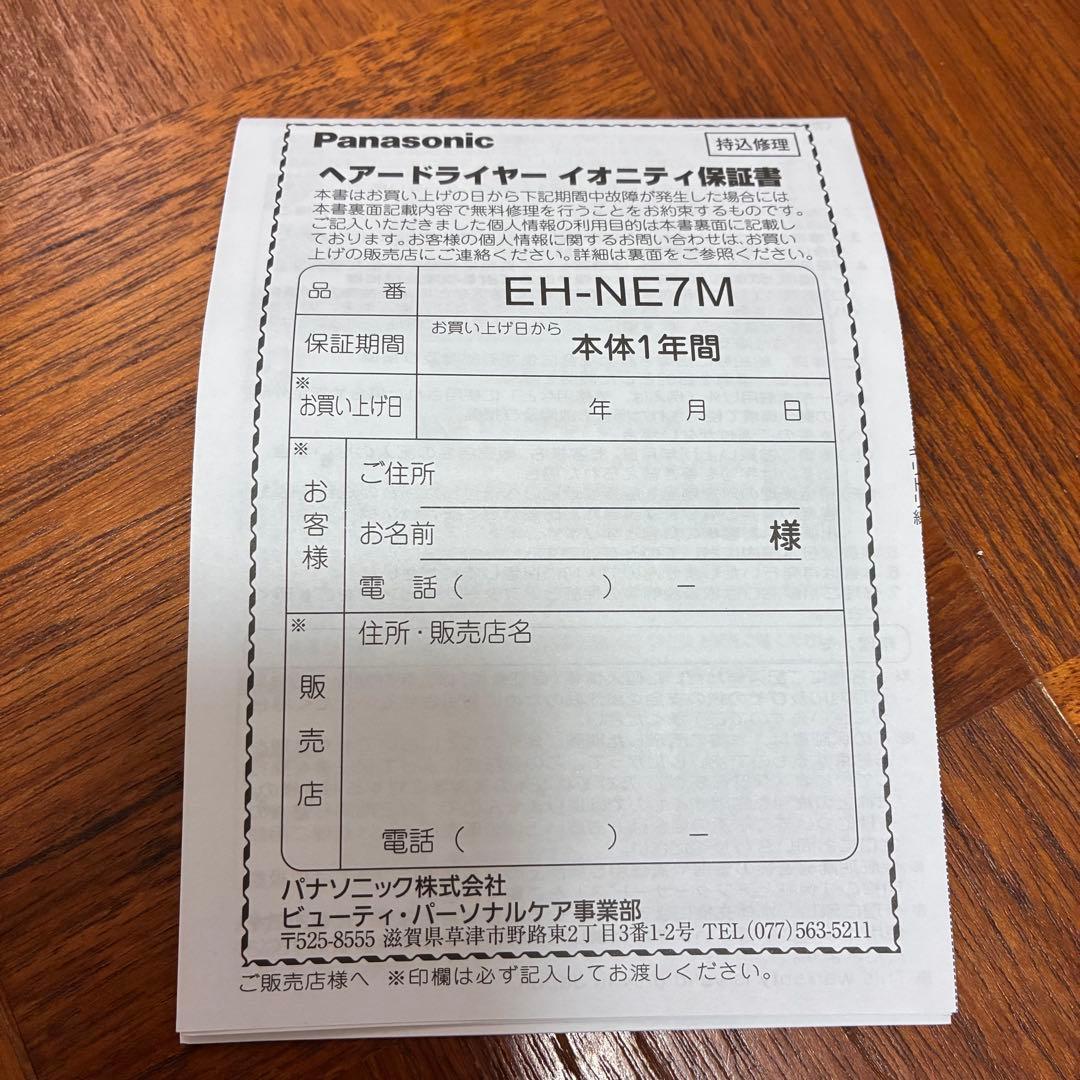 Panasonic
持込修理
ヘアードライヤー イオニティ保証書
本書はお買い上げの日から下記期間中故障が発生した場合には
本書裏面記載内容で無料修理を行うことをお約束するものです。
ご記入いただきました個人情報の利用目的は本書裏面に記載し
ております。お客様の個人情報に関するお問い合わせは、お買い
上げの販売店にご連絡ください。詳細は裏面をご参照ください。
品 番 EH-NE7M
保証期間 お買い上げ日から 本体1年間
※お買い上げ日 年 月 日
※お客様
ご住所
お名前 様
電 話 ( ) −
※販売店
住所・販売店名
電話 ( ) −
パナソニック株式会社
ビューティ・パーソナルケア事業部
〒525-8555 滋賀県草津市野路東2丁目3番1-2号 TEL(077)563-5211
ご販売店様へ ※印欄は必ず記入してお渡しください。